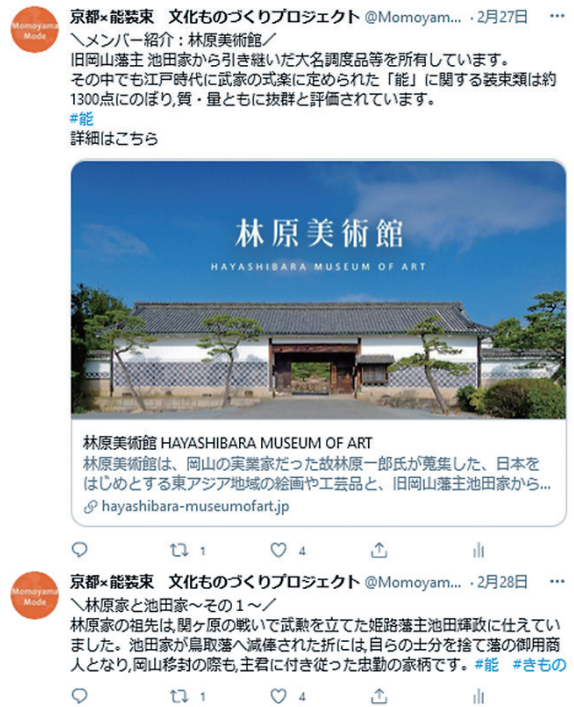 Momoyama
Mode
京都×能装束　文化ものづくりプロジェクト @Momoyam... · 2月27日 ···
＼メンバー紹介：林原美術館／
旧岡山藩主 池田家から引き継いだ大名調度品等を所有しています。
その中でも江戸時代に武家の式楽に定められた「能」に関する装束類は約
1300点にのぼり,質・量ともに抜群と評価されています。
#能
詳細はこちら
林原美術館
HAYASHIBARA MUSEUM OF ART
林原美術館 HAYASHIBARA MUSEUM OF ART
林原美術館は、岡山の実業家だった故林原一郎氏が蒐集した、日本を
はじめとする東アジア地域の絵画や工芸品と、旧岡山藩主池田家から...
hayashibara-museumofart.jp
1 4
Momoyama
Mode
京都×能装束　文化ものづくりプロジェクト @Momoyam... · 2月28日 ···
＼林原家と池田家～その１～／
林原家の祖先は,関ヶ原の戦いで武勲を立てた姫路藩主池田輝政に仕えてい
ました。池田家が鳥取藩へ減俸された折には,自らの士分を捨て藩の御用商
人となり,岡山移封の際も,主君に付き従った忠勤の家柄です。#能　#きもの
1 4